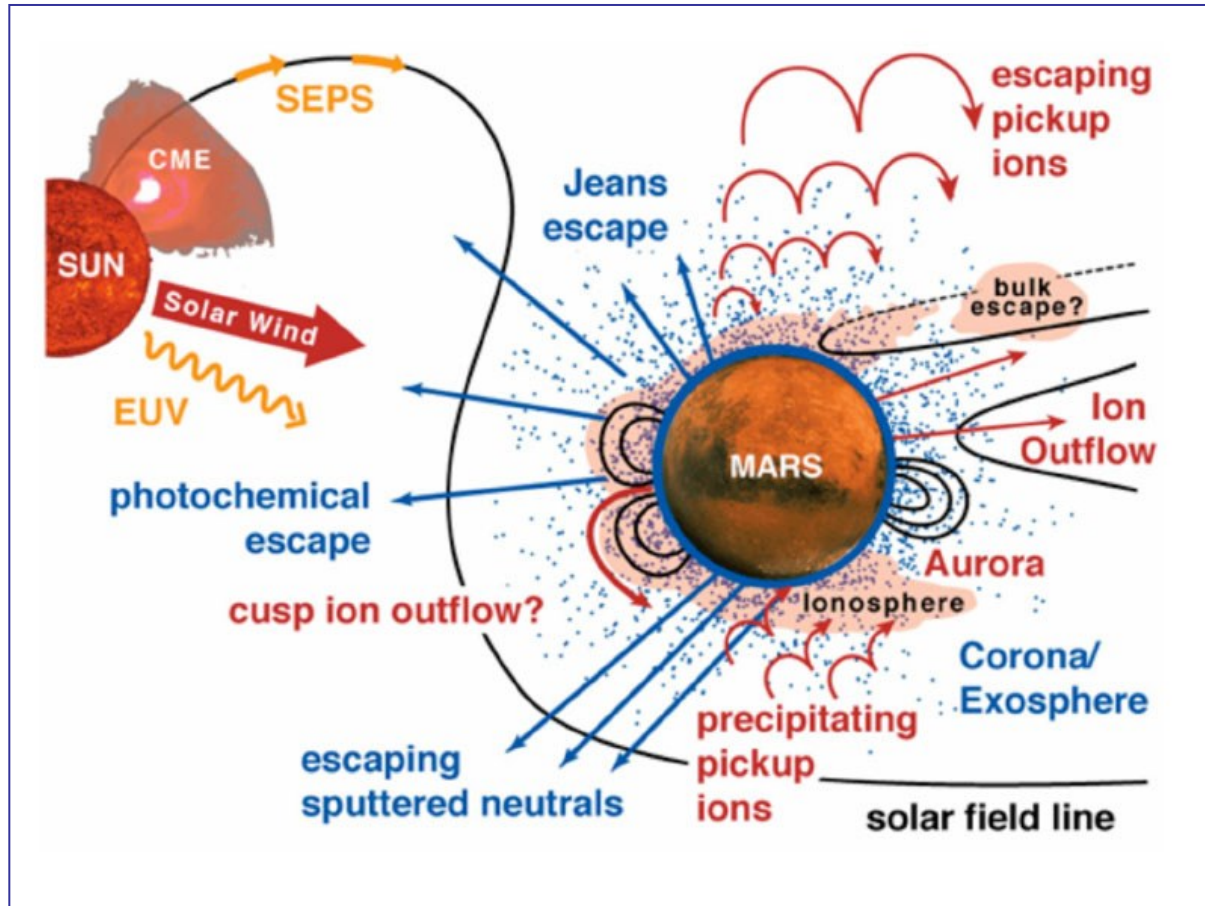 SEPS
CME
SUN
Solar Wind
EUV
Jeans
escape
escaping
pickup
ions
bulk
escape?
Ion
Outflow
MARS
photochemical
escape
cusp ion outflow?
Aurora
Ionosphere
Corona/
Exosphere
precipitating
pickup
ions
escaping
sputtered neutrals
solar field line